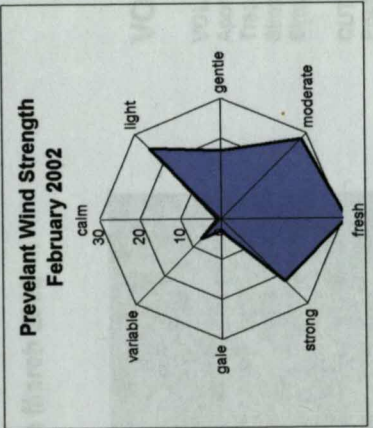 Prevelant Wind Strength
February 2002
calm
30
20
10
light
gentle
moderate
fresh
strong
gale
variable